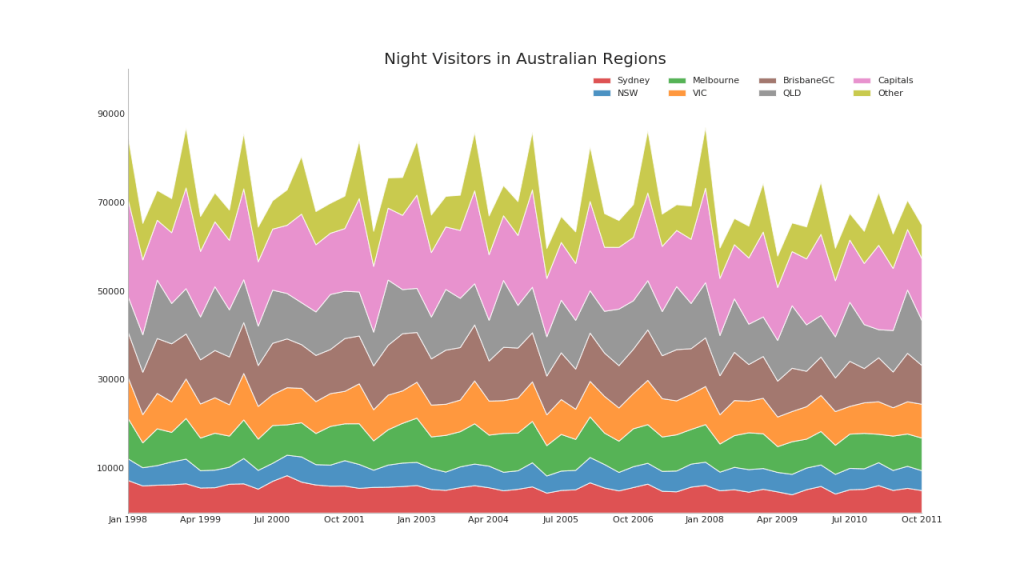 Night Visitors in Australian Regions
Sydney Melbourne BrisbaneGC Capitals
NSW VIC QLD Other
90000
70000
50000
30000
10000
Jan 1998 Apr 1999 Jul 2000 Oct 2001 Jan 2003 Apr 2004 Jul 2005 Oct 2006 Jan 2008 Apr 2009 Jul 2010 Oct 2011